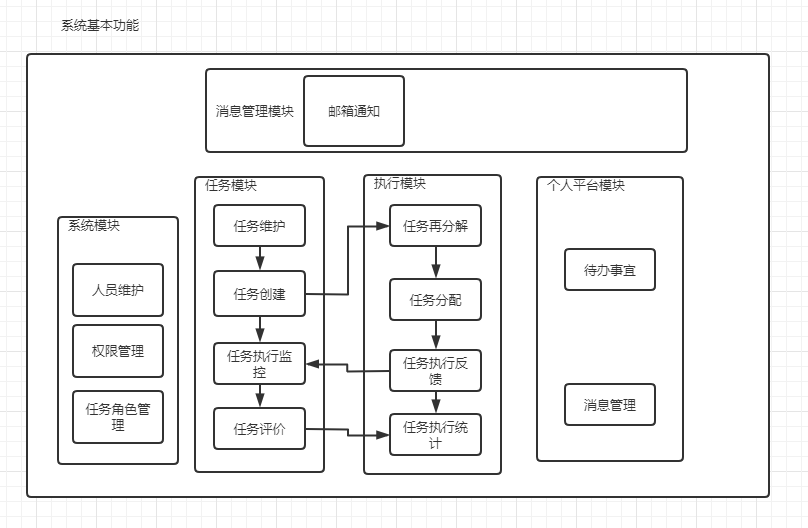 系统基本功能
消息管理模块
邮箱通知
系统模块
人员维护
权限管理
任务角色管
理
任务模块
任务维护
任务创建
任务执行监
控
任务评价
执行模块
任务再分解
任务分配
任务执行反
馈
任务执行统
计
个人平台模块
待办事宜
消息管理